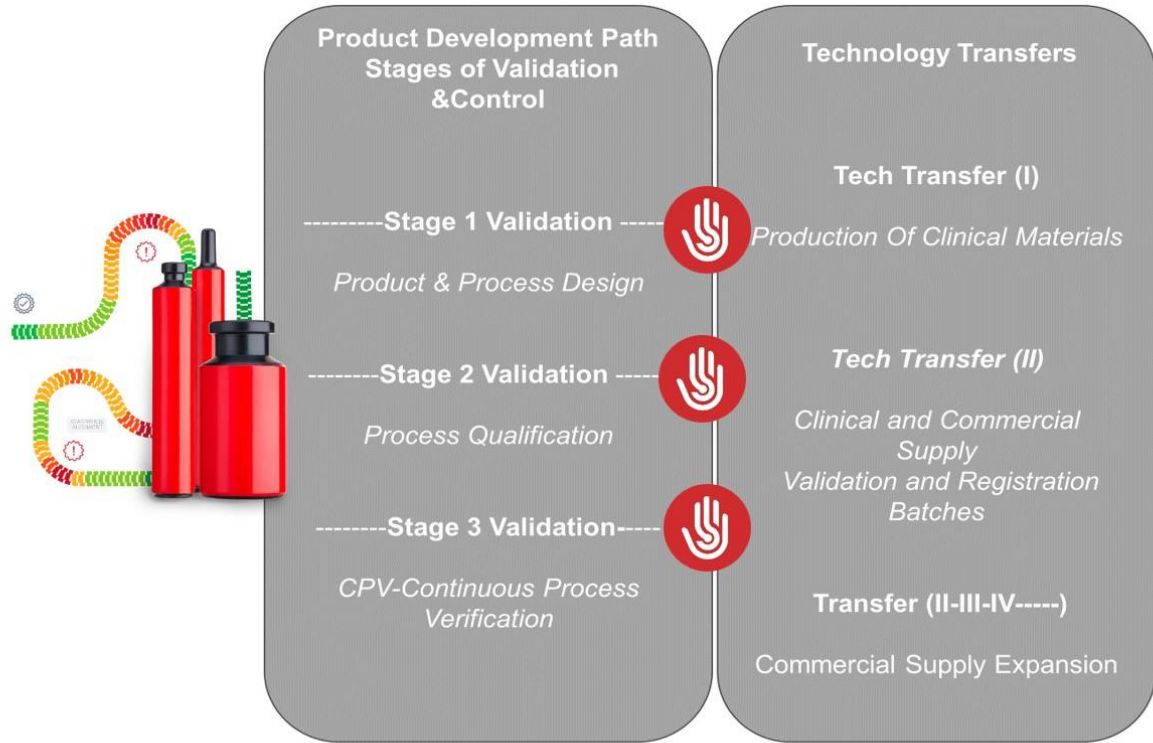 Product Development Path
Stages of Validation
&Control
--------Stage 1 Validation -----
Product & Process Design
--------Stage 2 Validation -----
Process Qualification
--------Stage 3 Validation-----
CPV-Continuous Process
Verification
Technology Transfers
Tech Transfer (I)
Production Of Clinical Materials
Tech Transfer (II)
Clinical and Commercial
Supply
Validation and Registration
Batches
Transfer (II-III-IV-----)
Commercial Supply Expansion